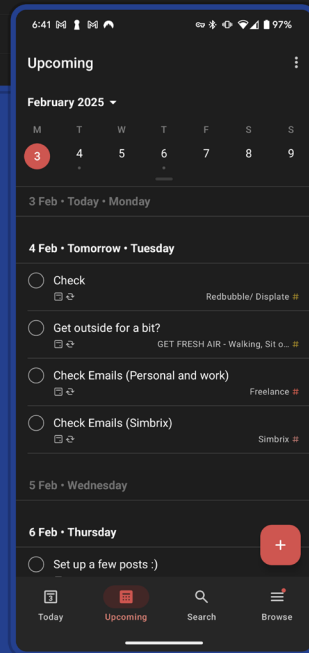 6:41 97%
Upcoming
February 2025
M T W T F S S
3 4 5 6 7 8 9
3 Feb • Today • Monday
4 Feb • Tomorrow • Tuesday
Check
Redbubble/ Displate #
Get outside for a bit?
GET FRESH AIR - Walking, Sit o... #
Check Emails (Personal and work)
Freelance #
Check Emails (Simbrix)
Simbrix #
5 Feb • Wednesday
6 Feb • Thursday
+
Set up a few posts :)
3
Today Upcoming Search Browse